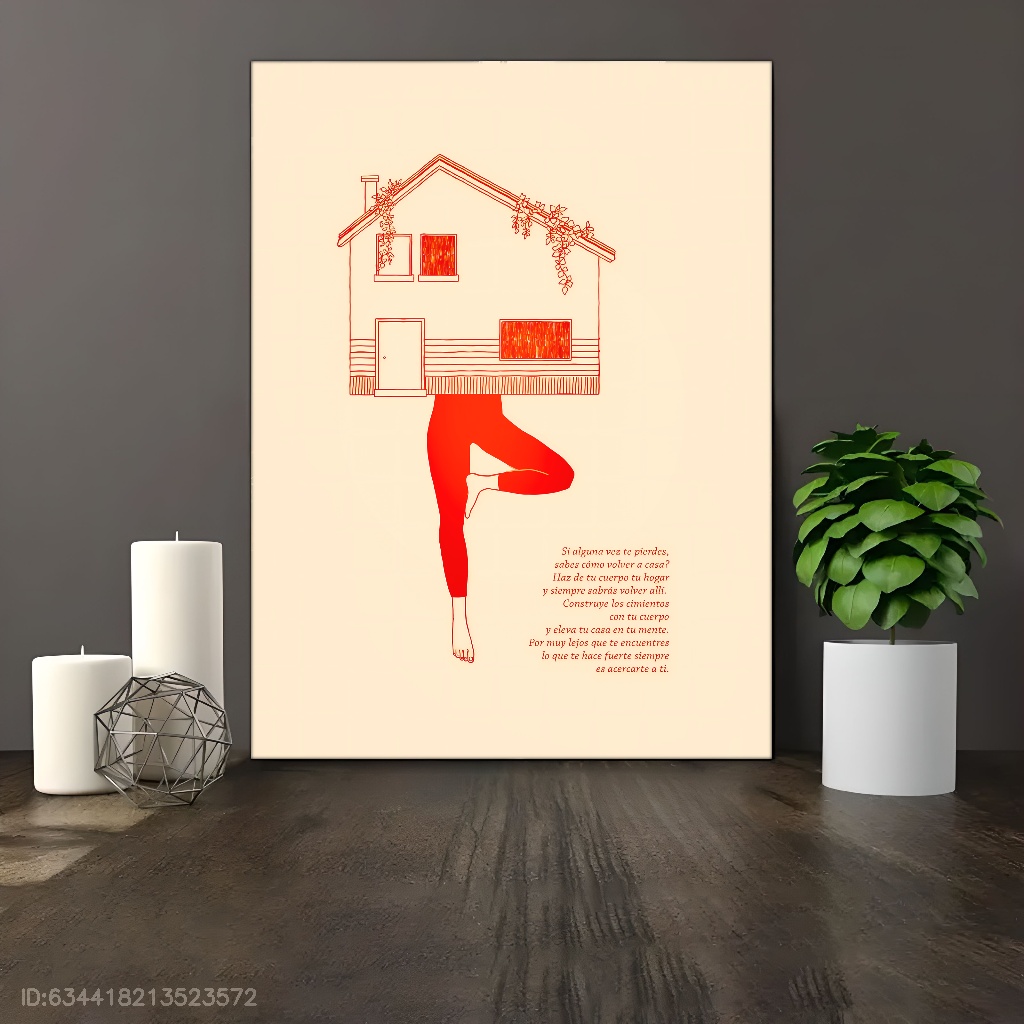 Si alguna vez te pierdes,
sabes cómo volver a casa?
Haz de tu cuerpo tu hogar
y siempre sabrás volver allí.
Construye los cimientos
con tu cuerpo
y eleva tu casa en tu mente.
Por muy lejos que te encuentres
lo que te hace fuerte siempre
es acercarte a ti.
ID:634418213523572